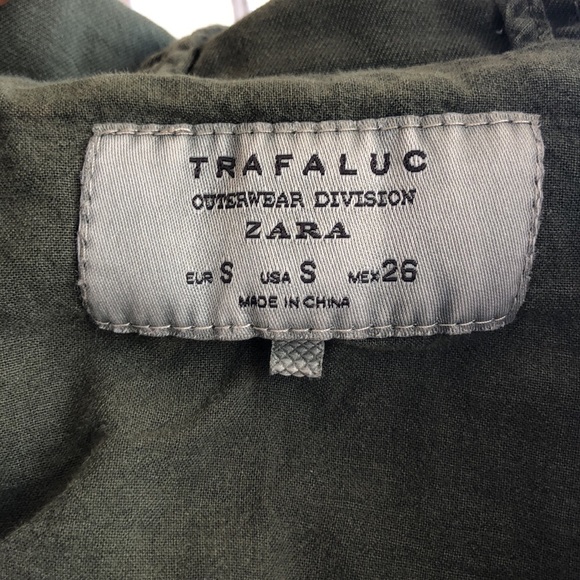 TRAFALUC
OUTERWEAR DIVISION
ZARA
EUR S USA S MEX 26
MADE IN CHINA